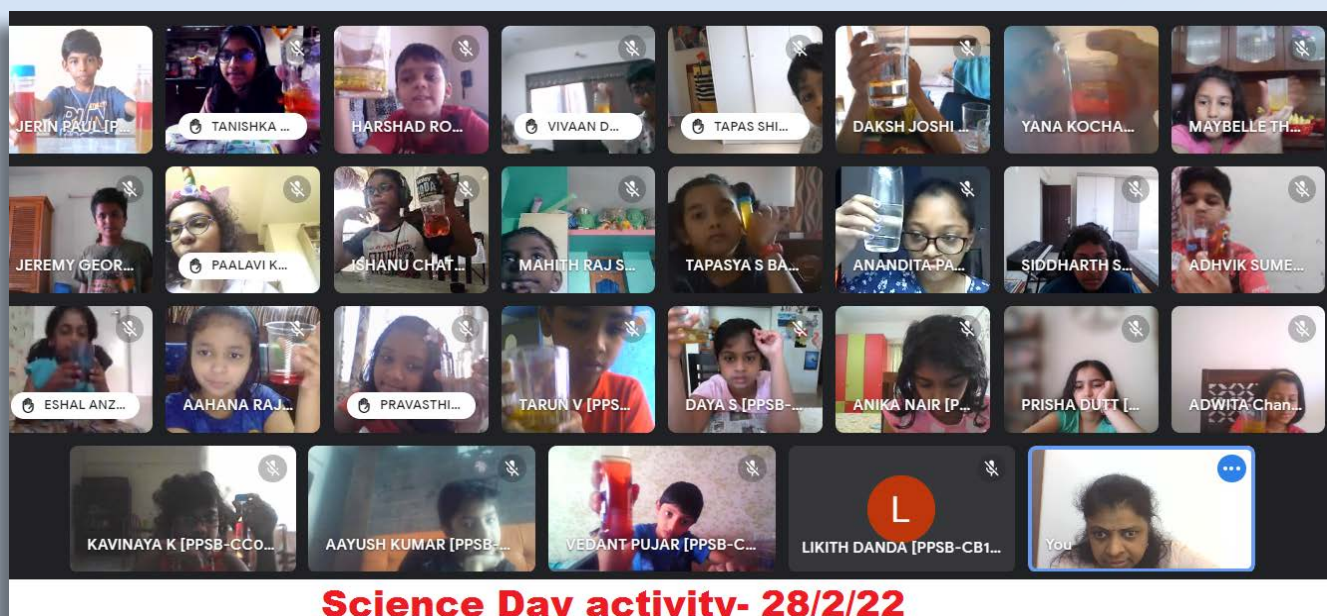 JERIN PAUL [P...
TANISHKA ...
HARSHAD RO...
VIVAAN D...
TAPAS SHI...
DAKSH JOSHI ...
YANA KOCHA...
MAYBELLE TH...
JEREMY GEOR...
PAALAVI K...
ISHANU CHAT...
MAHITH RAJ S...
TAPASYA S BA...
ANANDITA PA...
SIDDHARTH S...
ADHVIK SUME...
ESHAL ANZ...
AAHANA RAJ...
PRAVASTHI...
TARUN V [PPS...
DAYA S [PPSB-...
ANIKA NAIR [P...
PRISHA DUTT [...
ADWITA Chan...
KAVINAYA K [PPSB-CC0...
AAYUSH KUMAR [PPSB-...
VEDANT PUJAR [PPSB-C...
L
LIKITH DANDA [PPSB-CB1...
You
Science Day activity- 28/2/22